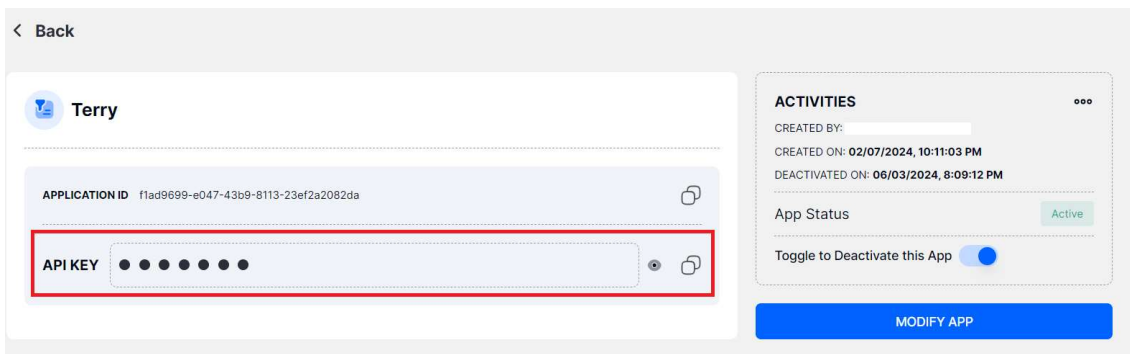 Back
Terry
APPLICATION ID f1ad9699-e047-43b9-8113-23ef2a2082da
API KEY
ACTIVITIES
CREATED BY:
CREATED ON: 02/07/2024, 10:11:03 PM
DEACTIVATED ON: 06/03/2024, 8:09:12 PM
App Status Active
Toggle to Deactivate this App
MODIFY APP